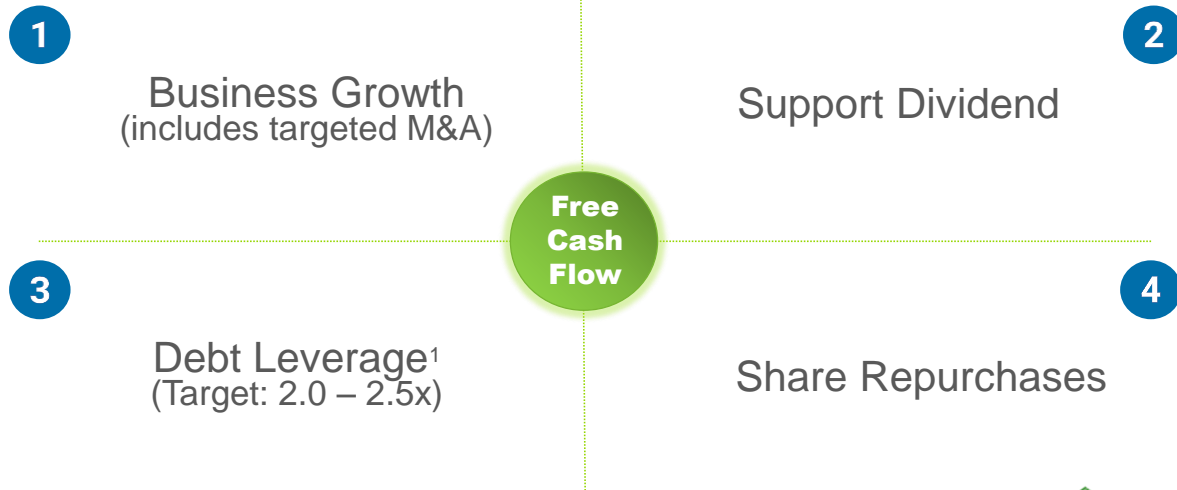 1
Business Growth
(includes targeted M&A)
2
Support Dividend
Free
Cash
Flow
3
Debt Leverage¹
(Target: 2.0 – 2.5x)
4
Share Repurchases